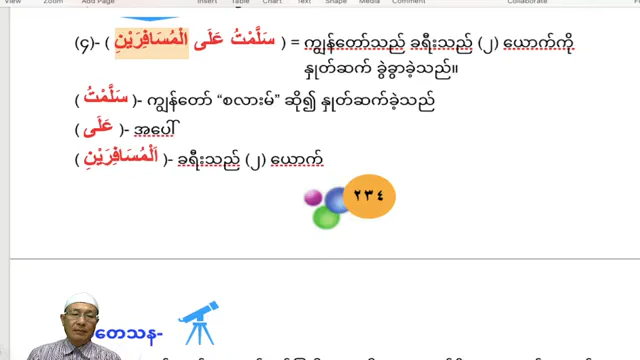 View Zoom Add Page Insert Table Chart Text Shape Media Comment Collaborate
(၄)- ( سَلَّمْتُ عَلَى الْمُسَافِرَيْنِ ) = ကျွန်တော်သည် ခရီးသည် (၂) ယောက်ကို
နှုတ်ဆက် ခွဲခွာခဲ့သည်။
( سَلَّمْتُ )- ကျွန်တော် “စလားမ်” ဆို၍ နှုတ်ဆက်ခဲ့သည်
( عَلَى )- အပေါ်
( اَلْمُسَافِرَيْنِ )- ခရီးသည် (၂) ယောက်
٢٣٤
တေသန-